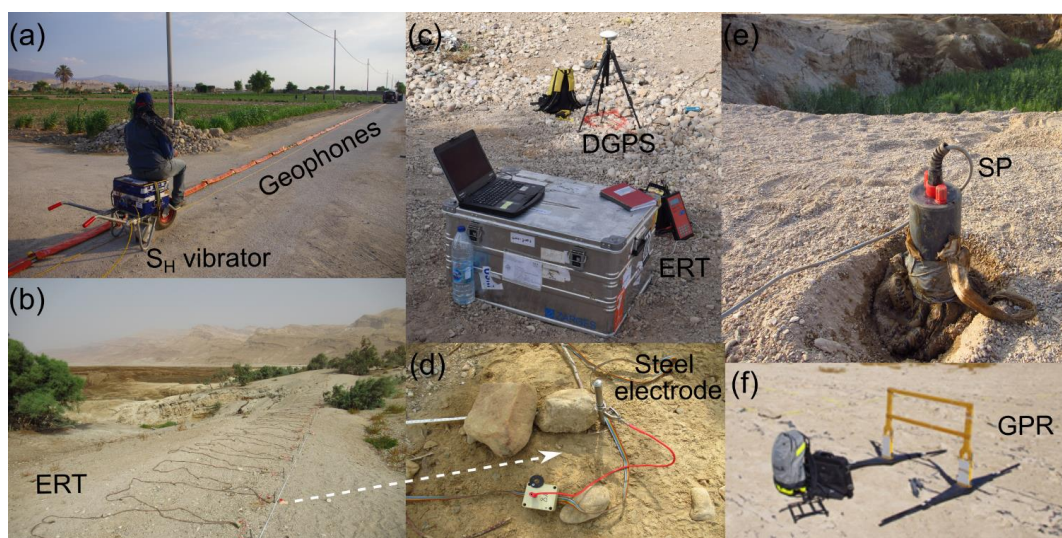 (a)
Geophones
S_H vibrator
(b)
ERT
(c)
DGPS
ERT
(d)
Steel
electrode
(e)
SP
(f)
GPR